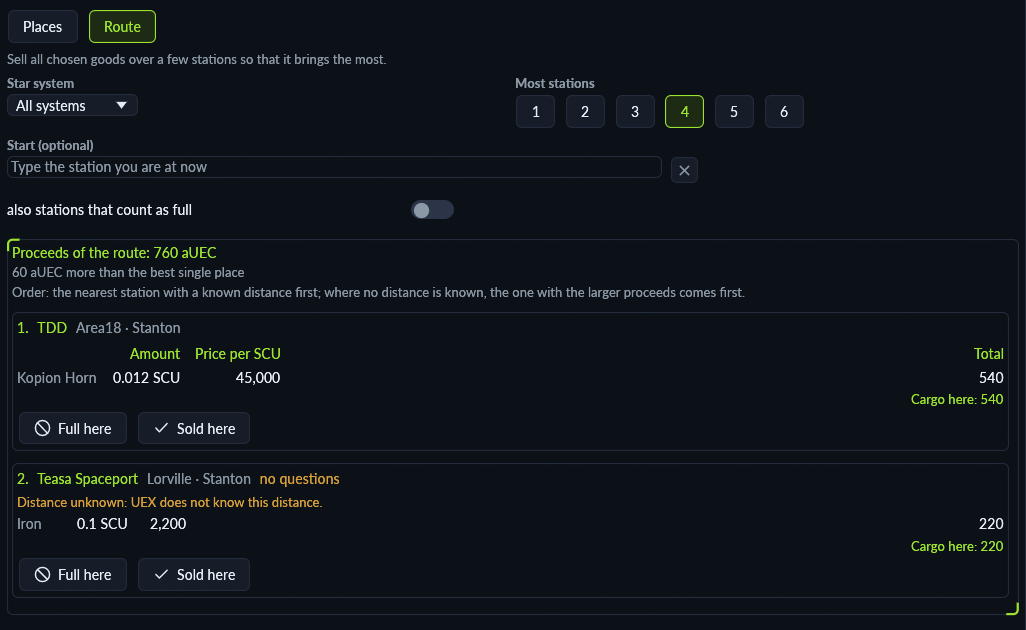 Places Route
Sell all chosen goods over a few stations so that it brings the most.
Star system Most stations
All systems 1 2 3 4 5 6
Start (optional)
Type the station you are at now
also stations that count as full
Proceeds of the route: 760 aUEC
60 aUEC more than the best single place
Order: the nearest station with a known distance first; where no distance is known, the one with the larger proceeds comes first.
1. TDD Area18 · Stanton
Amount Price per SCU Total
Kopion Horn 0.012 SCU 45,000 540
Cargo here: 540
Full here Sold here
2. Teasa Spaceport Lorville · Stanton no questions
Distance unknown: UEX does not know this distance.
Iron 0.1 SCU 2,200 220
Cargo here: 220
Full here Sold here